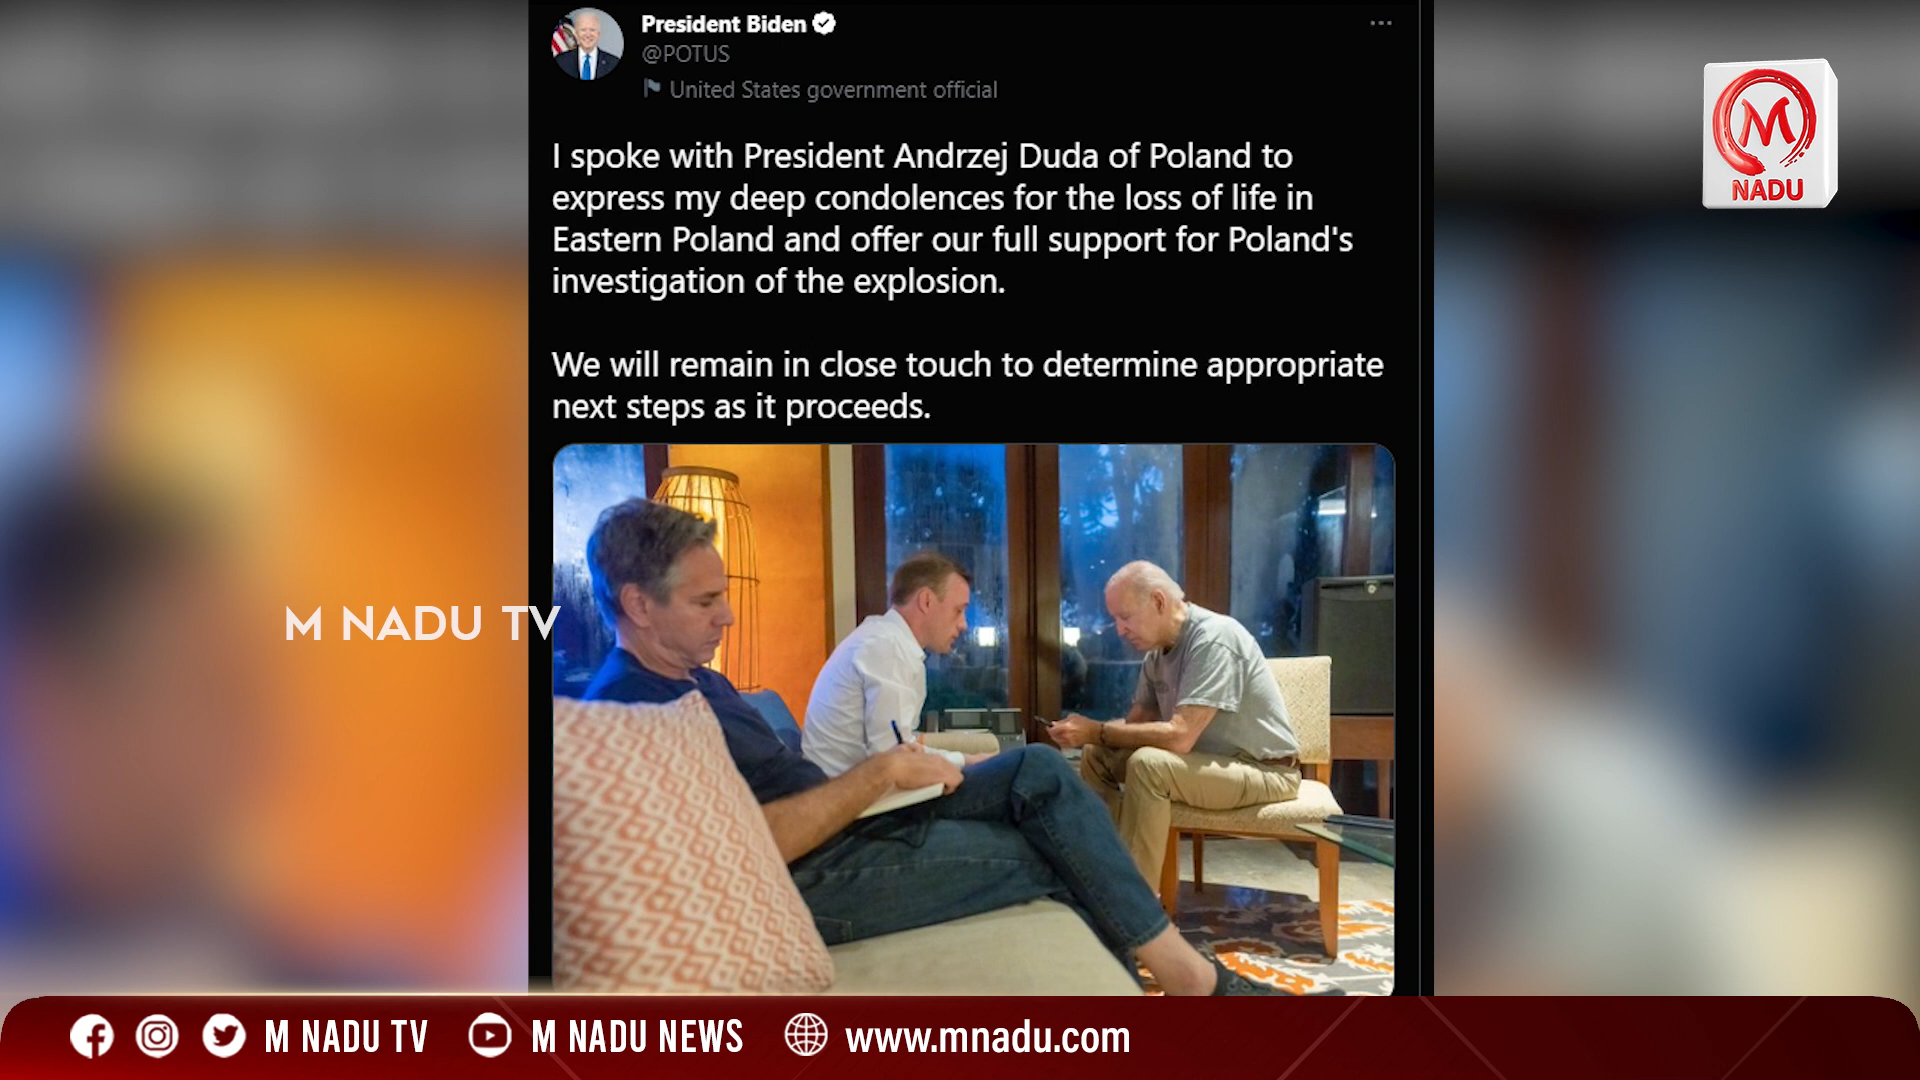 President Biden
@POTUS
United States government official
I spoke with President Andrzej Duda of Poland to
express my deep condolences for the loss of life in
Eastern Poland and offer our full support for Poland's
investigation of the explosion.
We will remain in close touch to determine appropriate
next steps as it proceeds.
M
NADU
M NADU TV
M NADU TV
M NADU NEWS
www.mnadu.com